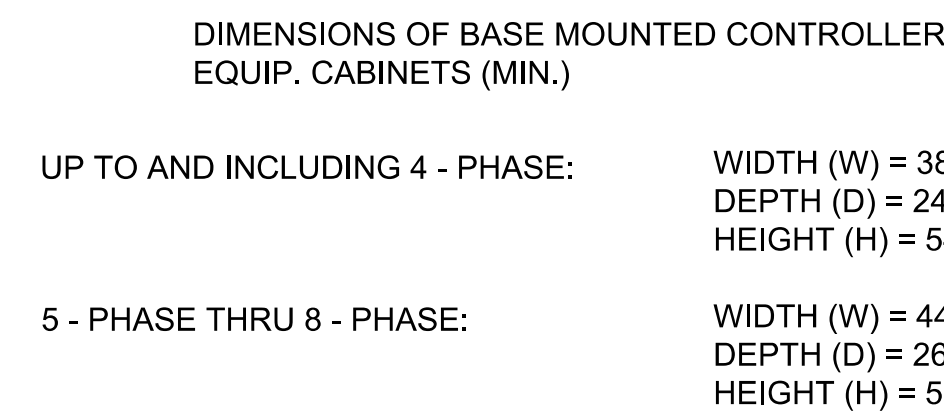 DIMENSIONS OF BASE MOUNTED CONTROLLER
EQUIP. CABINETS (MIN.)
UP TO AND INCLUDING 4 - PHASE:
WIDTH (W) = 38
DEPTH (D) = 24
HEIGHT (H) = 5
5 - PHASE THRU 8 - PHASE:
WIDTH (W) = 44
DEPTH (D) = 26
HEIGHT (H) = 5